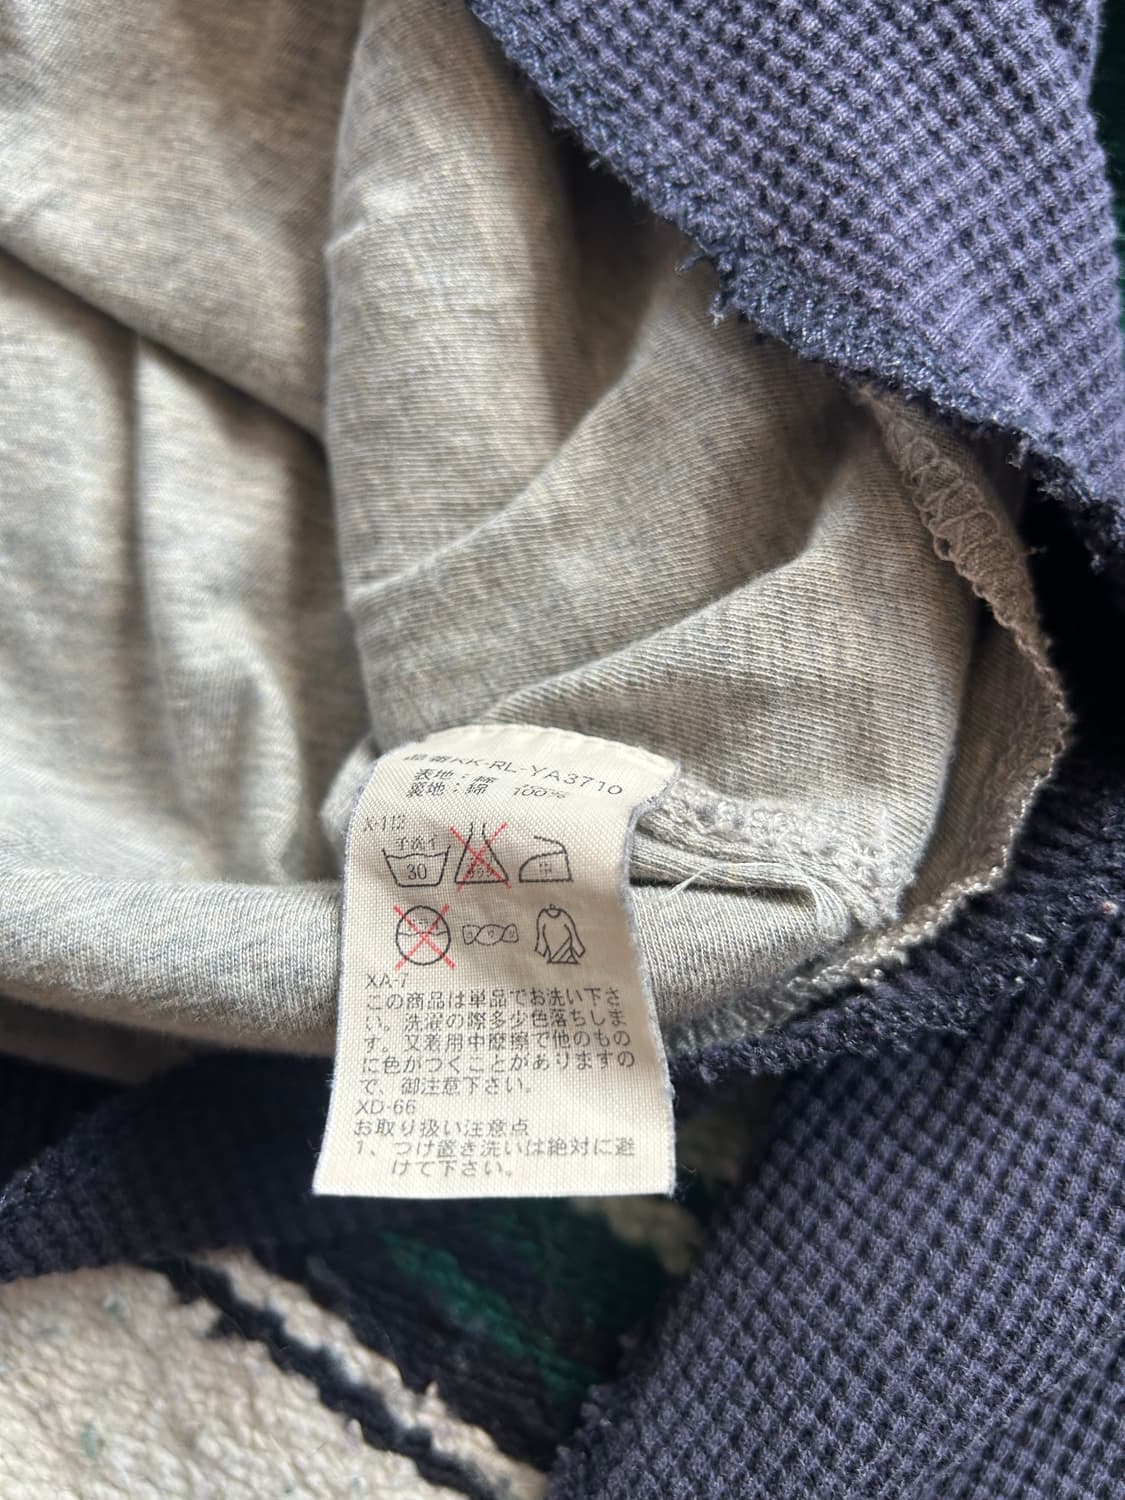 品番KK-RL-YA3710
表地:綿
裏地:綿 100%
X-112
手洗イ
30
中
XA-7
この商品は単品でお洗い下さ
い。洗濯の際多少色落ちしま
す。又着用中摩擦で他のもの
に色がつくことがありますの
で、御注意下さい。
XD-66
お取り扱い注意点
1、つけ置き洗いは絶対に避
けて下さい。